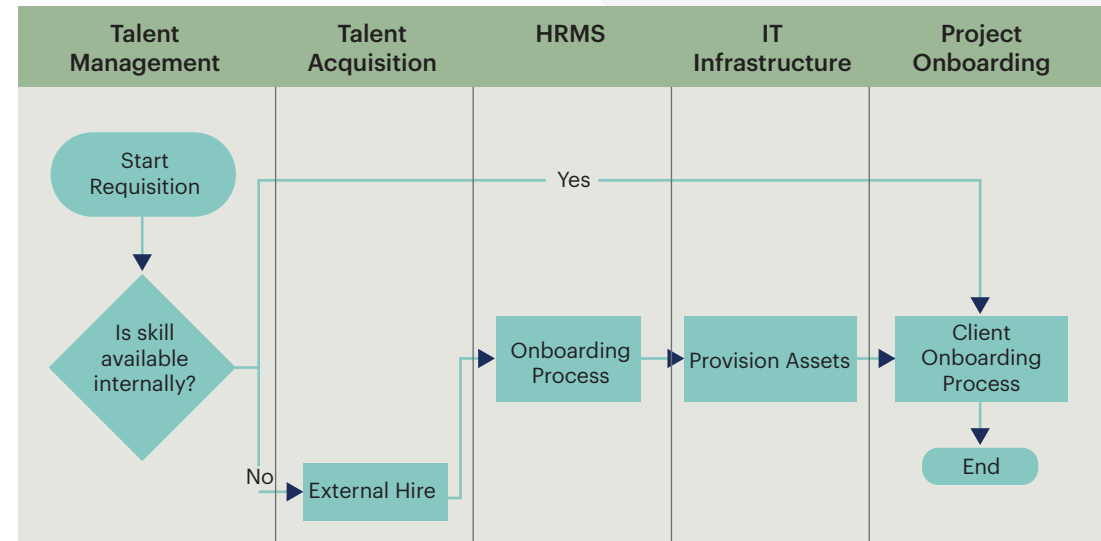 Talent
Management
Talent
Acquisition
HRMS
IT
Infrastructure
Project
Onboarding
Start
Requisition
Yes
Is skill
available
internally?
Onboarding
Process
Provision Assets
Client
Onboarding
Process
No
External Hire
End